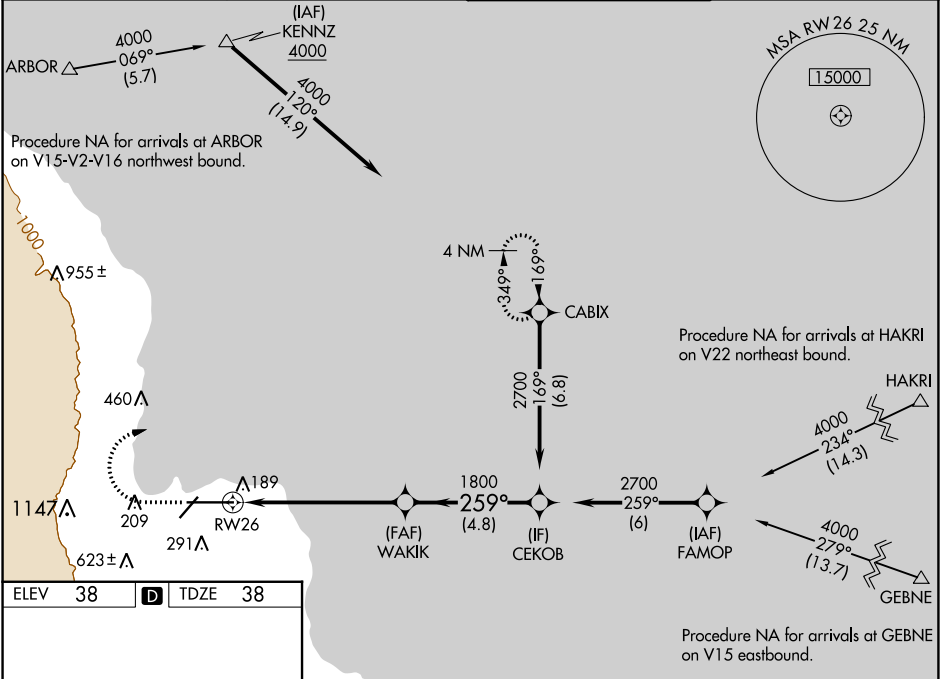 (IAF)
KENNZ
4000
ARBOR
4000
069°
(5.7)
4000
120°
(14.9)
MSA RW26 25 NM
15000
Procedure NA for arrivals at ARBOR
on V15-V2-V16 northwest bound.
1000
955 ±
4 NM
349°
169°
CABIX
2700
169°
(6.8)
Procedure NA for arrivals at HAKRI
on V22 northeast bound.
HAKRI
4000
234°
(14.3)
460
189
1147
209
RW26
291
623 ±
(FAF)
WAKIK
1800
259°
(4.8)
(IF)
CEKOB
2700
259°
(6)
(IAF)
FAMOP
4000
279°
(13.7)
GEBNE
ELEV 38 D TDZE 38
Procedure NA for arrivals at GEBNE
on V15 eastbound.